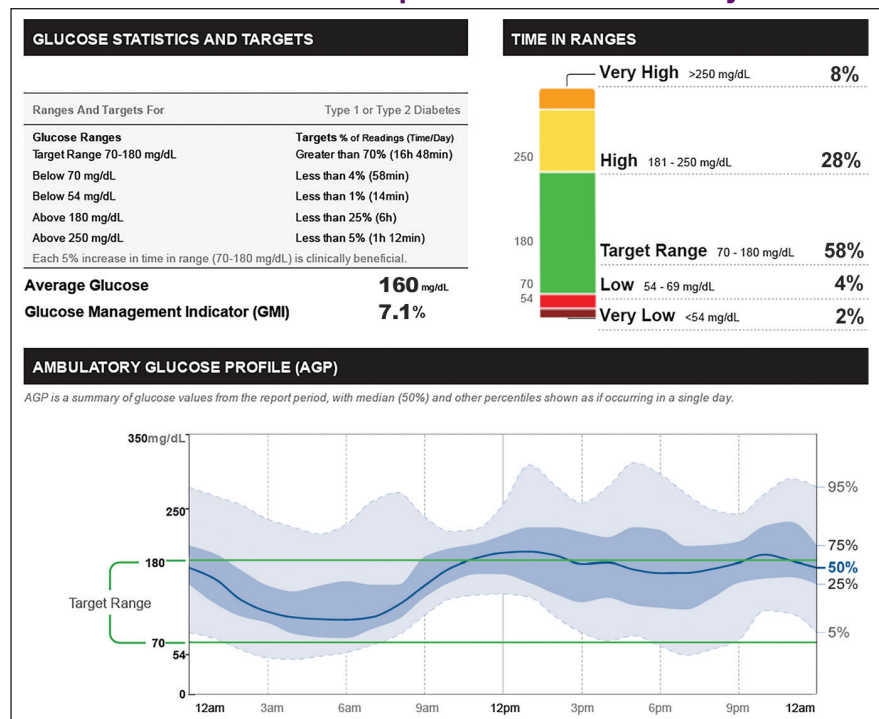 GLUCOSE STATISTICS AND TARGETS
Ranges And Targets For Type 1 or Type 2 Diabetes
Glucose Ranges Targets % of Readings (Time/Day)
Target Range 70-180 mg/dL Greater than 70% (16h 48min)
Below 70 mg/dL Less than 4% (58min)
Below 54 mg/dL Less than 1% (14min)
Above 180 mg/dL Less than 25% (6h)
Above 250 mg/dL Less than 5% (1h 12min)
Each 5% increase in time in range (70-180 mg/dL) is clinically beneficial.
Average Glucose 160 mg/dL
Glucose Management Indicator (GMI) 7.1%
TIME IN RANGES
Very High >250 mg/dL 8%
250
High 181 - 250 mg/dL 28%
180
Target Range 70 - 180 mg/dL 58%
70
Low 54 - 69 mg/dL 4%
54
Very Low <54 mg/dL 2%
AMBULATORY GLUCOSE PROFILE (AGP)
AGP is a summary of glucose values from the report period, with median (50%) and other percentiles shown as if occurring in a single day.
350mg/dL
95%
250
75%
180
50%
25%
Target Range
5%
70
54
0
12am 3am 6am 9am 12pm 3pm 6pm 9pm 12am